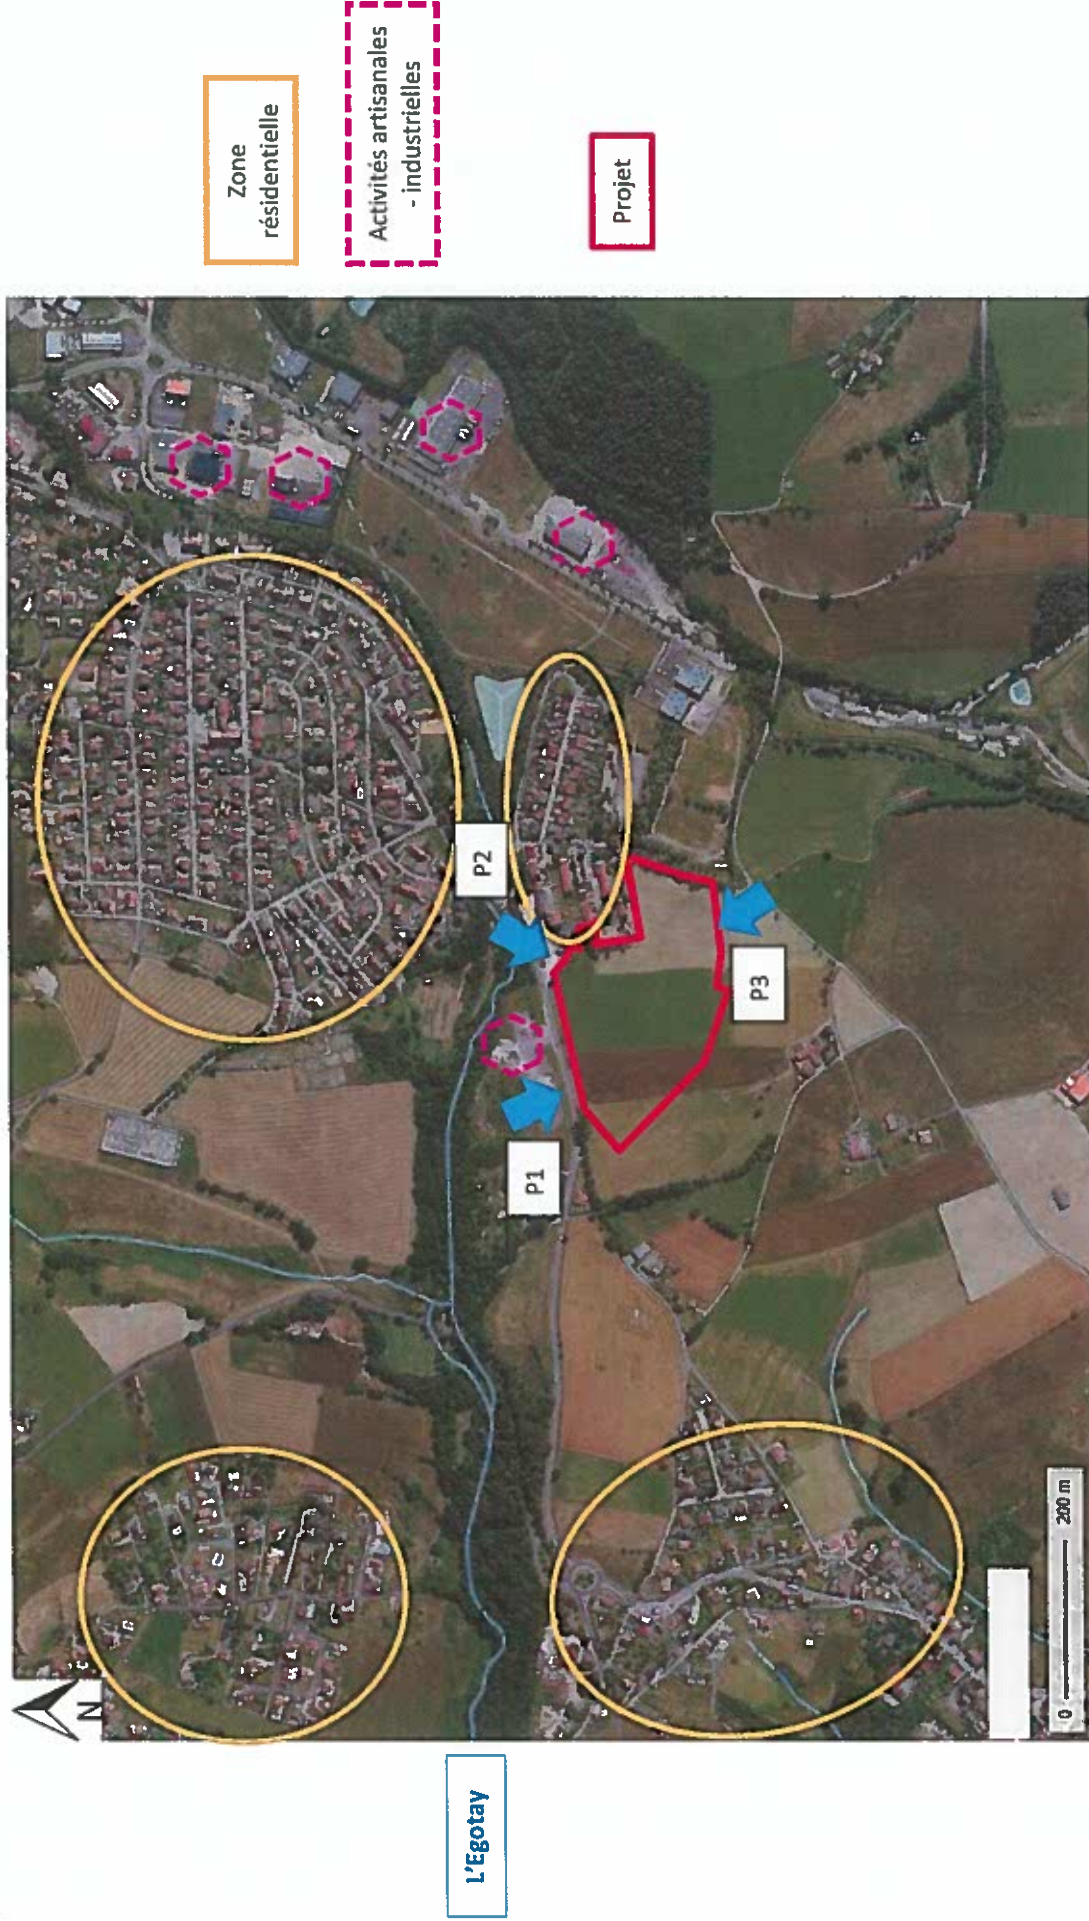 Zone
résidentielle
Activités artisanales
- industrielles
Projet
P2
P3
P1
N
L'Egotay
0
200 m